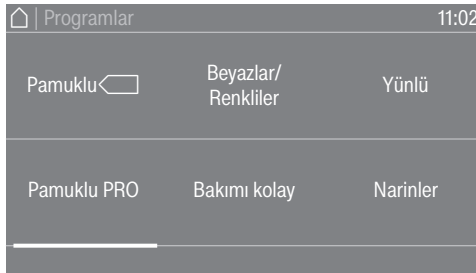 Programlar
11:02
Pamuklu
Beyazlar/
Renkliler
Yünlü
Pamuklu PRO
Bakımı kolay
Narinler